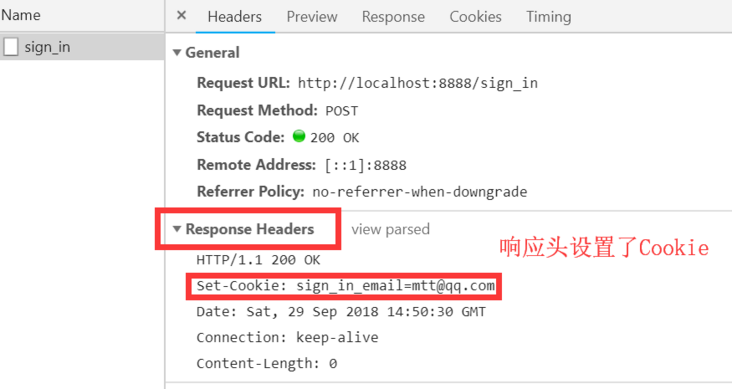 Name
sign_in
× Headers Preview Response Cookies Timing
▼ General
Request URL: http://localhost:8888/sign_in
Request Method: POST
Status Code: 200 OK
Remote Address: [::1]:8888
Referrer Policy: no-referrer-when-downgrade
▼ Response Headers view parsed
响应头设置了Cookie
HTTP/1.1 200 OK
Set-Cookie: sign_in_email=mtt@qq.com
Date: Sat, 29 Sep 2018 14:50:30 GMT
Connection: keep-alive
Content-Length: 0